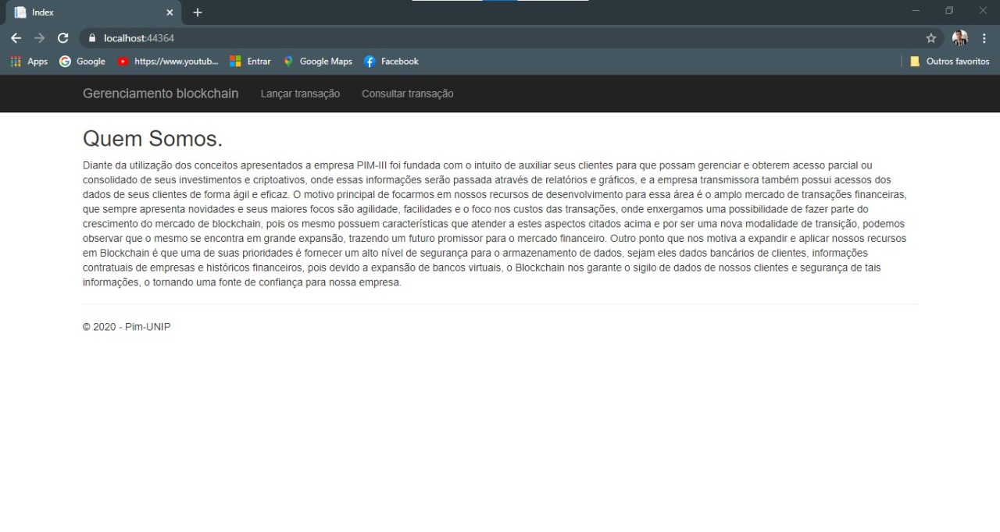 Index
localhost:44364
Apps Google https://www.youtub... Entrar Google Maps Facebook Outros favoritos
Gerenciamento blockchain Lançar transação Consultar transação
Quem Somos.
Diante da utilização dos conceitos apresentados a empresa PIM-III foi fundada com o intuito de auxiliar seus clientes para que possam gerenciar e obterem acesso parcial ou
consolidado de seus investimentos e criptoativos, onde essas informações serão passada através de relatórios e gráficos, e a empresa transmissora também possui acessos dos
dados de seus clientes de forma ágil e eficaz. O motivo principal de focarmos em nossos recursos de desenvolvimento para essa área é o amplo mercado de transações financeiras,
que sempre apresenta novidades e seus maiores focos são agilidade, facilidades e o foco nos custos das transações, onde enxergamos uma possibilidade de fazer parte do
crescimento do mercado de blockchain, pois os mesmo possuem características que atender a estes aspectos citados acima e por ser uma nova modalidade de transição, podemos
observar que o mesmo se encontra em grande expansão, trazendo um futuro promissor para o mercado financeiro. Outro ponto que nos motiva a expandir e aplicar nossos recursos
em Blockchain é que uma de suas prioridades é fornecer um alto nível de segurança para o armazenamento de dados, sejam eles dados bancários de clientes, informações
contratuais de empresas e históricos financeiros, pois devido a expansão de bancos virtuais, o Blockchain nos garante o sigilo de dados de nossos clientes e segurança de tais
informações, o tornando uma fonte de confiança para nossa empresa.
© 2020 - Pim-UNIP